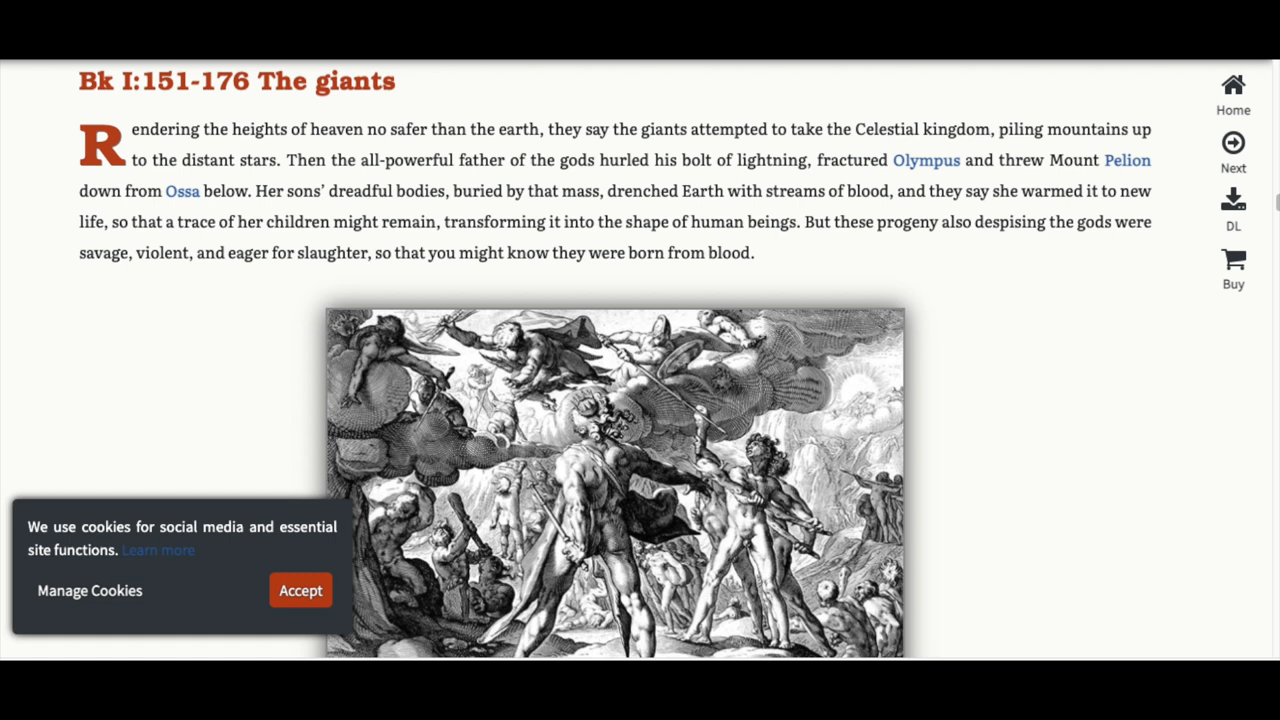 Bk I:151-176 The giants
Rendering the heights of heaven no safer than the earth, they say the giants attempted to take the Celestial kingdom, piling mountains up
to the distant stars. Then the all-powerful father of the gods hurled his bolt of lightning, fractured Olympus and threw Mount Pelion
down from Ossa below. Her sons’ dreadful bodies, buried by that mass, drenched Earth with streams of blood, and they say she warmed it to new
life, so that a trace of her children might remain, transforming it into the shape of human beings. But these progeny also despising the gods were
savage, violent, and eager for slaughter, so that you might know they were born from blood.
Home
Next
DL
Buy
We use cookies for social media and essential
site functions. Learn more
Manage Cookies
Accept